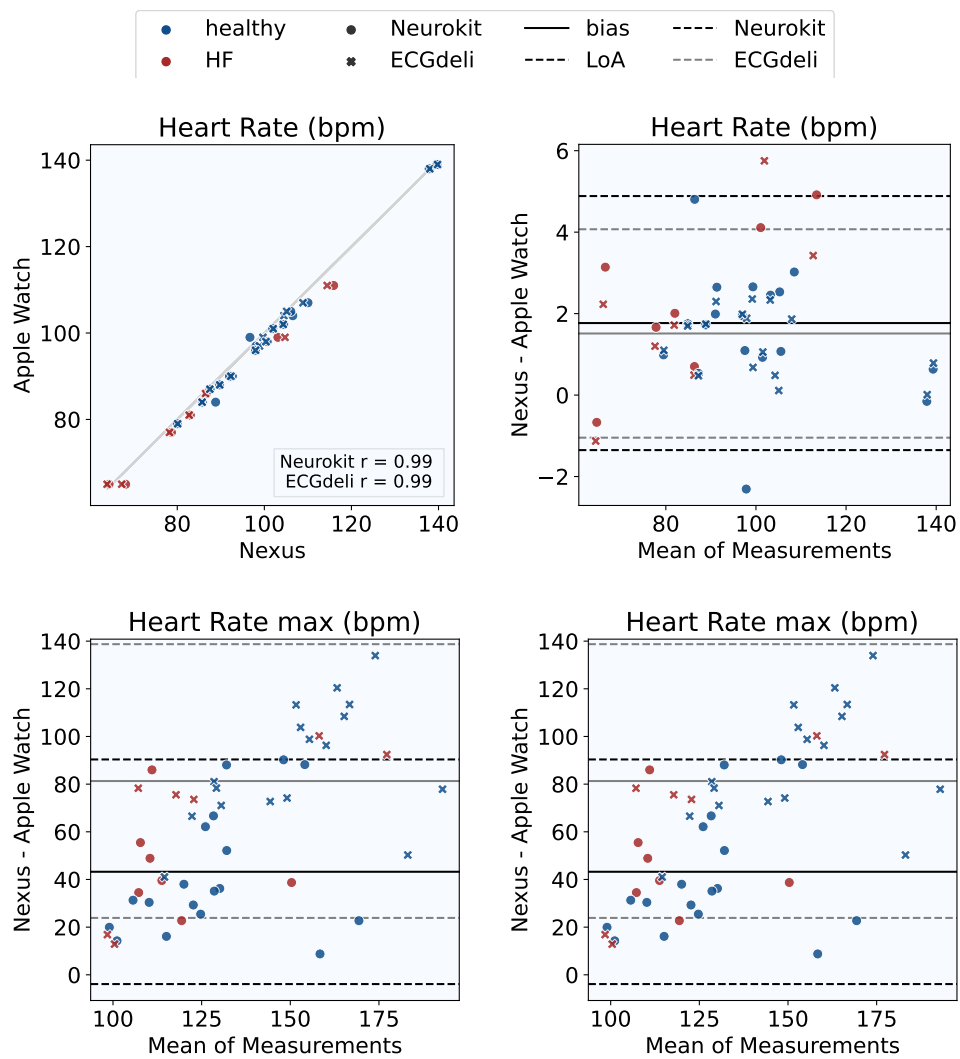 healthy Neurokit bias Neurokit
HF ECGdeli LoA ECGdeli
Heart Rate (bpm)
Apple Watch
140
120
100
80
Neurokit r = 0.99
ECGdeli r = 0.99
80 100 120 140
Nexus
Heart Rate (bpm)
Nexus - Apple Watch
6
4
2
0
−2
80 100 120 140
Mean of Measurements
Heart Rate max (bpm)
Nexus - Apple Watch
140
120
100
80
60
40
20
0
100 125 150 175
Mean of Measurements
Heart Rate max (bpm)
Nexus - Apple Watch
140
120
100
80
60
40
20
0
100 125 150 175
Mean of Measurements